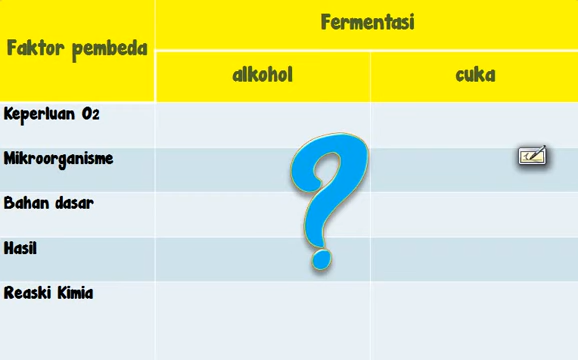 Faktor pembeda
Fermentasi
alkohol
cuka
Keperluan O2
Mikroorganisme
Bahan dasar
Hasil
Reaski Kimia
?